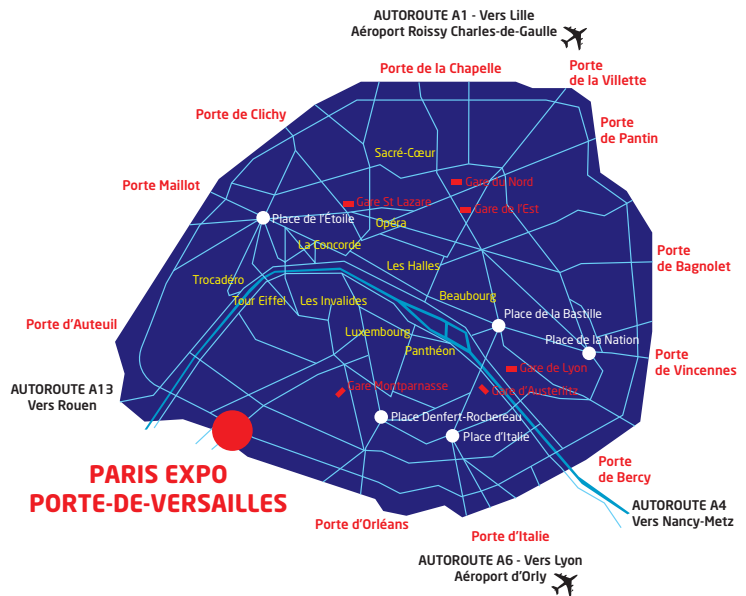 AUTOROUTE A1 - Vers Lille
Aéroport Roissy Charles-de-Gaulle
Porte de la Chapelle
Porte
de la Villette
Porte de Clichy
Porte
de Pantin
Sacré-Cœur
Porte Maillot
Gare du Nord
Gare St Lazare
Gare de l'Est
Place de l'Étoile
Opéra
La Concorde
Les Halles
Porte
de Bagnolet
Trocadéro
Tour Eiffel
Les Invalides
Beaubourg
Place de la Bastille
Porte d'Auteuil
Luxembourg
Place de la Nation
Panthéon
Porte
de Vincennes
Gare de Lyon
AUTOROUTE A13
Vers Rouen
Gare Montparnasse
Gare d'Austerlitz
Place Denfert-Rochereau
Place d'Italie
PARIS EXPO
PORTE-DE-VERSAILLES
Porte
de Bercy
AUTOROUTE A4
Vers Nancy-Metz
Porte d'Orléans
Porte d'Italie
AUTOROUTE A6 - Vers Lyon
Aéroport d'Orly